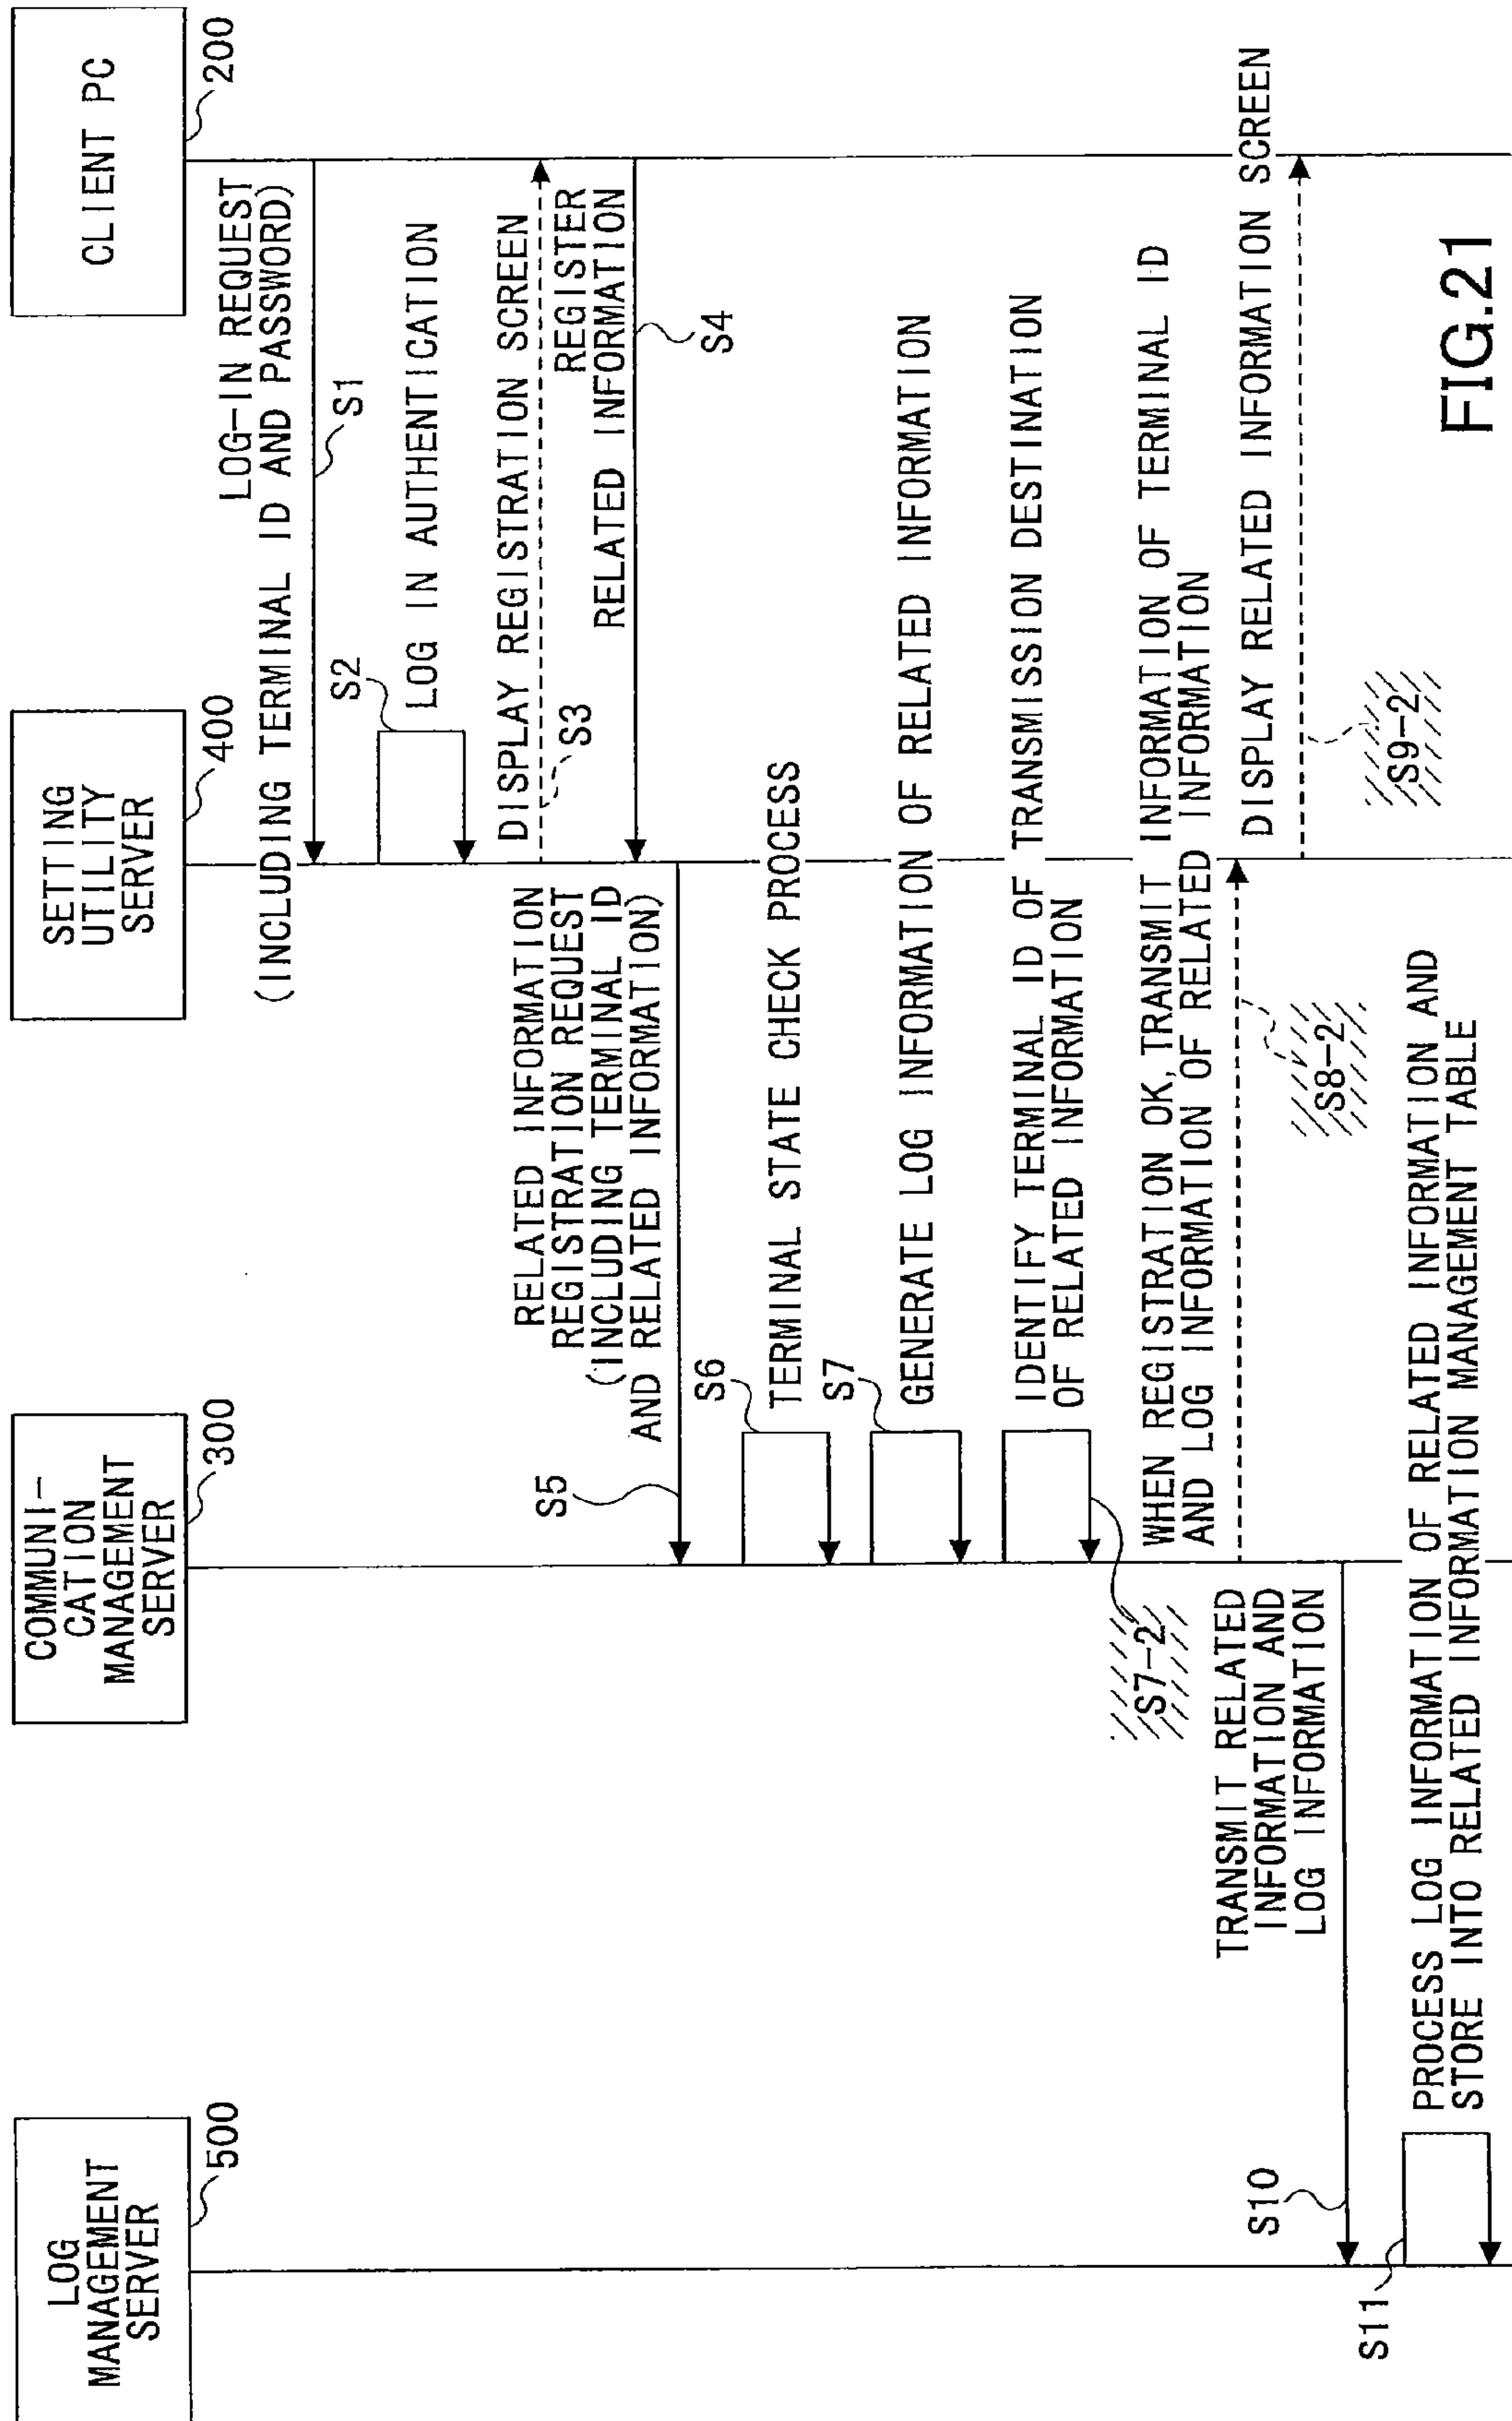 LOG
MANAGEMENT
SERVER
500
COMMUNI-
CATION
MANAGEMENT
SERVER
300
SETTING
UTILITY
SERVER
400
CLIENT PC
200
LOG-IN REQUEST
(INCLUDING TERMINAL ID AND PASSWORD)
S1
S2
LOG IN AUTHENTICATION
DISPLAY REGISTRATION SCREEN
S3
REGISTER
RELATED INFORMATION
S4
RELATED INFORMATION
REGISTRATION REQUEST
(INCLUDING TERMINAL ID
AND RELATED INFORMATION)
S5
S6
TERMINAL STATE CHECK PROCESS
S7
GENERATE LOG INFORMATION OF RELATED INFORMATION
IDENTIFY TERMINAL ID OF TRANSMISSION DESTINATION
OF RELATED INFORMATION
S7-2
WHEN REGISTRATION OK, TRANSMIT INFORMATION OF TERMINAL ID
AND LOG INFORMATION OF RELATED INFORMATION
S8-2
DISPLAY RELATED INFORMATION SCREEN
S9-2
TRANSMIT RELATED
INFORMATION AND
LOG INFORMATION
S10
PROCESS LOG INFORMATION OF RELATED INFORMATION AND
STORE INTO RELATED INFORMATION MANAGEMENT TABLE
S11
FIG.21